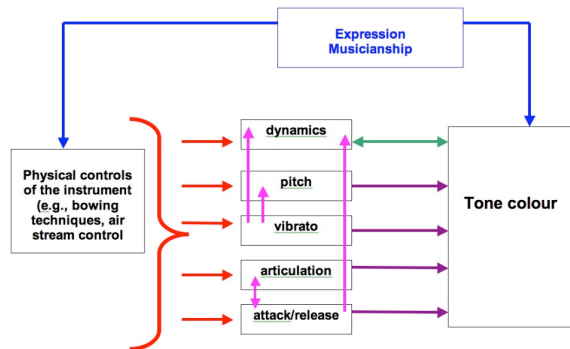 Expression
Musicianship
dynamics
Physical controls
of the instrument
(e.g., bowing
techniques, air
stream control
pitch
Tone colour
vibrato
articulation
attack/release